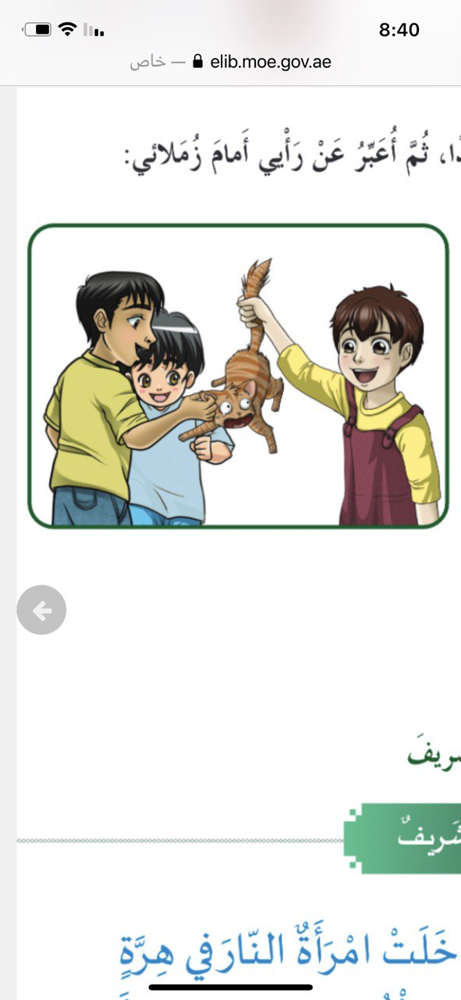 8:40
elib.moe.gov.ae — خاص
ثُمَّ أُعَبِّرُ عَنْ رَأْيي أَمامَ زُمَلائي:
خَلَتْ امْرَأَةٌ النّارَ في هِرَّةٍ